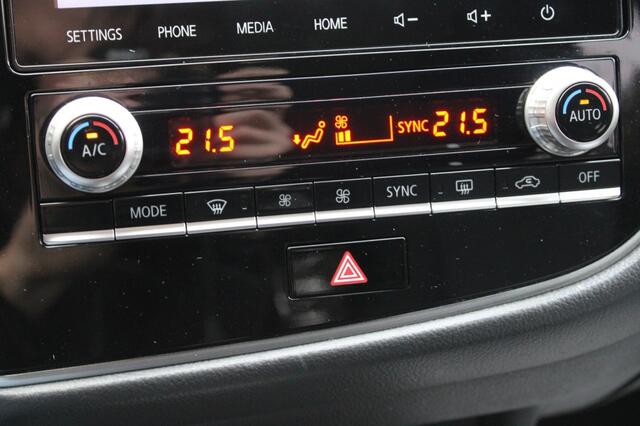 SETTINGS PHONE MEDIA HOME
21.5 SYNC 21.5
A/C AUTO
MODE SYNC OFF